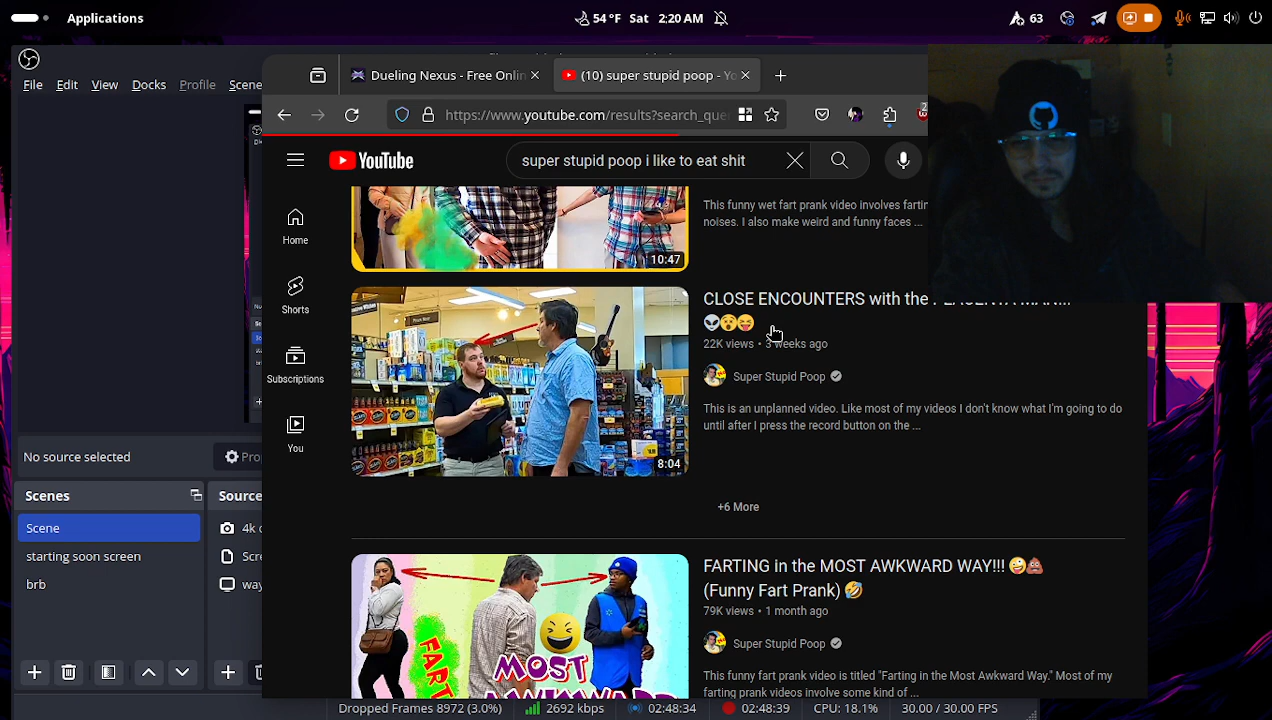 Applications
54 °F Sat 2:20 AM
63
File Edit View Docks Profile Scene
Dueling Nexus - Free Onlin
(10) super stupid poop - Yo
https://www.youtube.com/results?search_que
2
YouTube
super stupid poop i like to eat shit
Home
Shorts
Subscriptions
You
10:47
This funny wet fart prank video involves fartin
noises. I also make weird and funny faces ...
CLOSE ENCOUNTERS with the
22K views • 3 weeks ago
Super Stupid Poop
This is an unplanned video. Like most of my videos I don't know what I'm going to do
until after I press the record button on the ...
8:04
+6 More
FARTING in the MOST AWKWARD WAY!!! 🤪💩
(Funny Fart Prank) 🤣
79K views • 1 month ago
Super Stupid Poop
This funny fart prank video is titled "Farting in the Most Awkward Way." Most of my
farting prank videos involve some kind of ...
FART
MOST
No source selected
Prop
Scenes
Sourc
Scene
starting soon screen
brb
4k c
Scre
way
Dropped Frames 8972 (3.0%) 2692 kbps 02:48:34 02:48:39 CPU: 18.1% 30.00 / 30.00 FPS